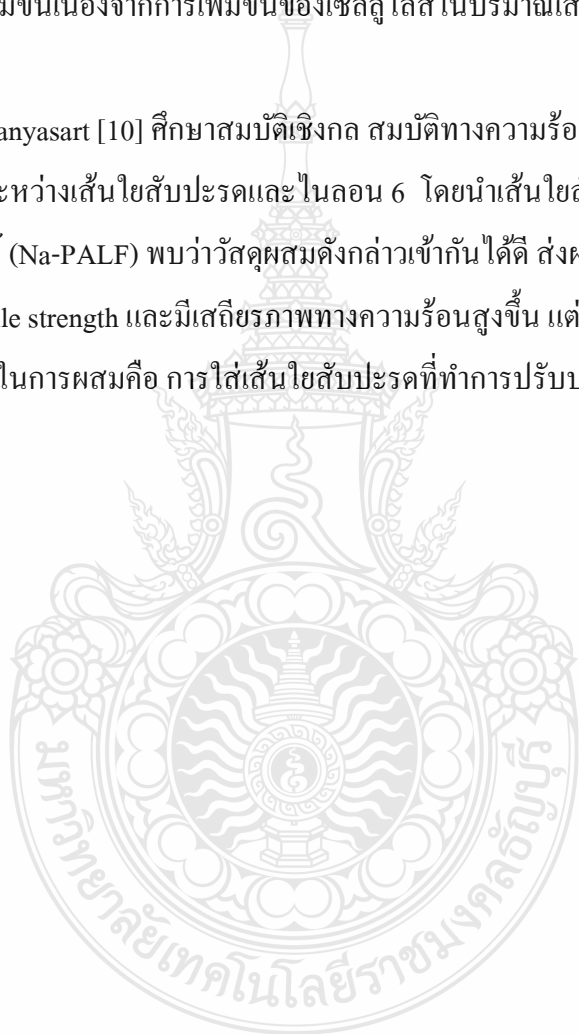 มขึ้นเนื่องจากการเพิ่มขึ้นของเซลลูโลสในปริมาณเส
anyasart [10] ศึกษาสมบัติเชิงกล สมบัติทางความร้อ
ะหว่างเส้นใยสับปะรดและไนลอน 6 โดยนำเส้นใยส
(Na-PALF) พบว่าวัสดุผสมดังกล่าวเข้ากันได้ดี ส่งผ
le strength และมีเสถียรภาพทางความร้อนสูงขึ้น แต่
ในการผสมคือ การใส่เส้นใยสับปะรดที่ทำการปรับป
มหาวิทยาลัยเทคโนโลยีราชมงคลธัญบุรี